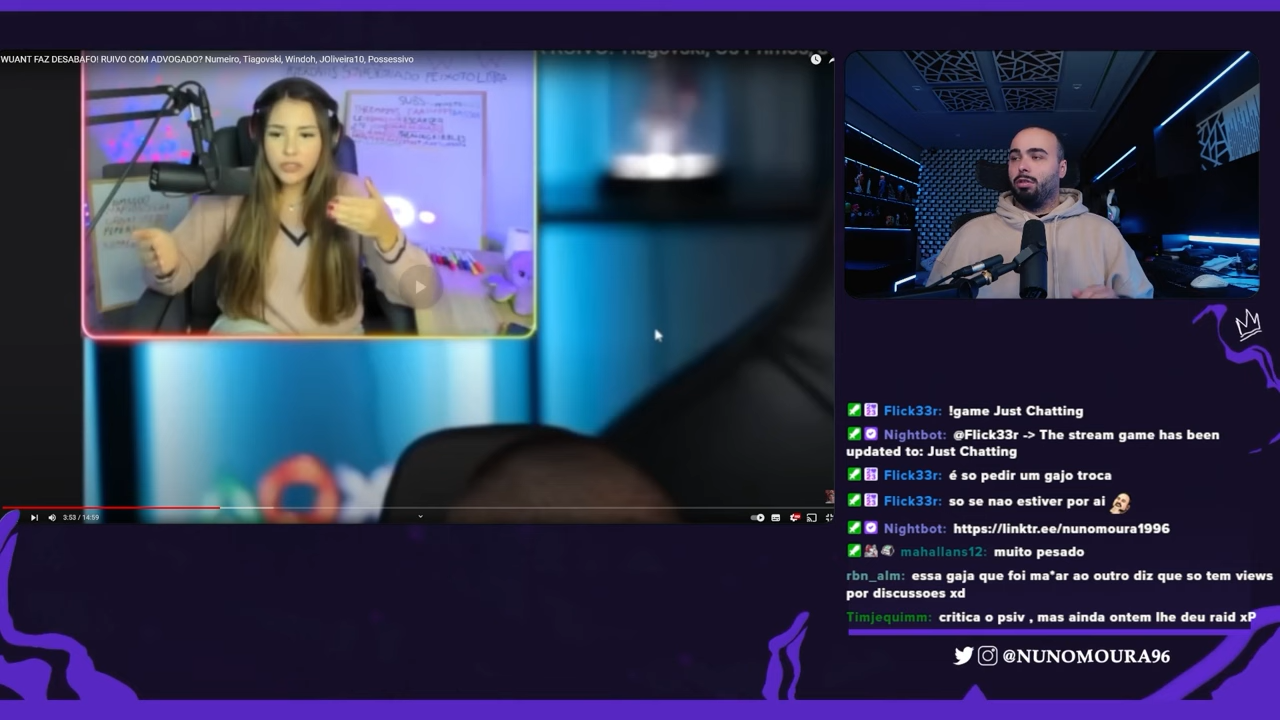 WUANT FAZ DESABAFO! RUIVO COM ADVOGADO? Numeiro, Tiagovski, Windoh, JOliveira10, Possessivo
3:53 / 14:59
Flick33r: !game Just Chatting
Nightbot: @Flick33r -> The stream game has been
updated to: Just Chatting
Flick33r: é so pedir um gajo troca
Flick33r: so se nao estiver por ai
Nightbot: https://linktr.ee/nunomoura1996
mahallans12: muito pesado
rbn_alm: essa gaja que foi ma*ar ao outro diz que so tem views
por discussoes xd
Timjequimm: critica o psiv , mas ainda ontem lhe deu raid xP
@NUNOMOURA96